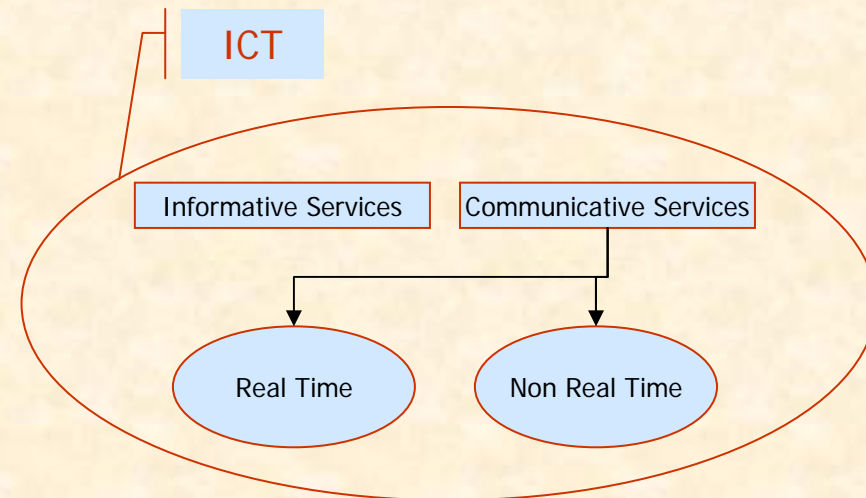 ICT
Informative Services
Communicative Services
Real Time
Non Real Time